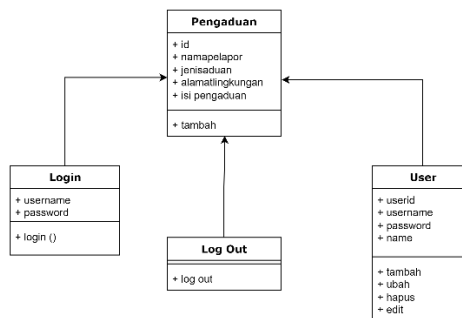 Pengaduan
+ id
+ namapelapor
+ jenisaduan
+ alamatlingkungan
+ isi pengaduan
+ tambah
Login
+ username
+ password
+ login ()
Log Out
+ log out
User
+ userid
+ username
+ password
+ name
+ tambah
+ ubah
+ hapus
+ edit